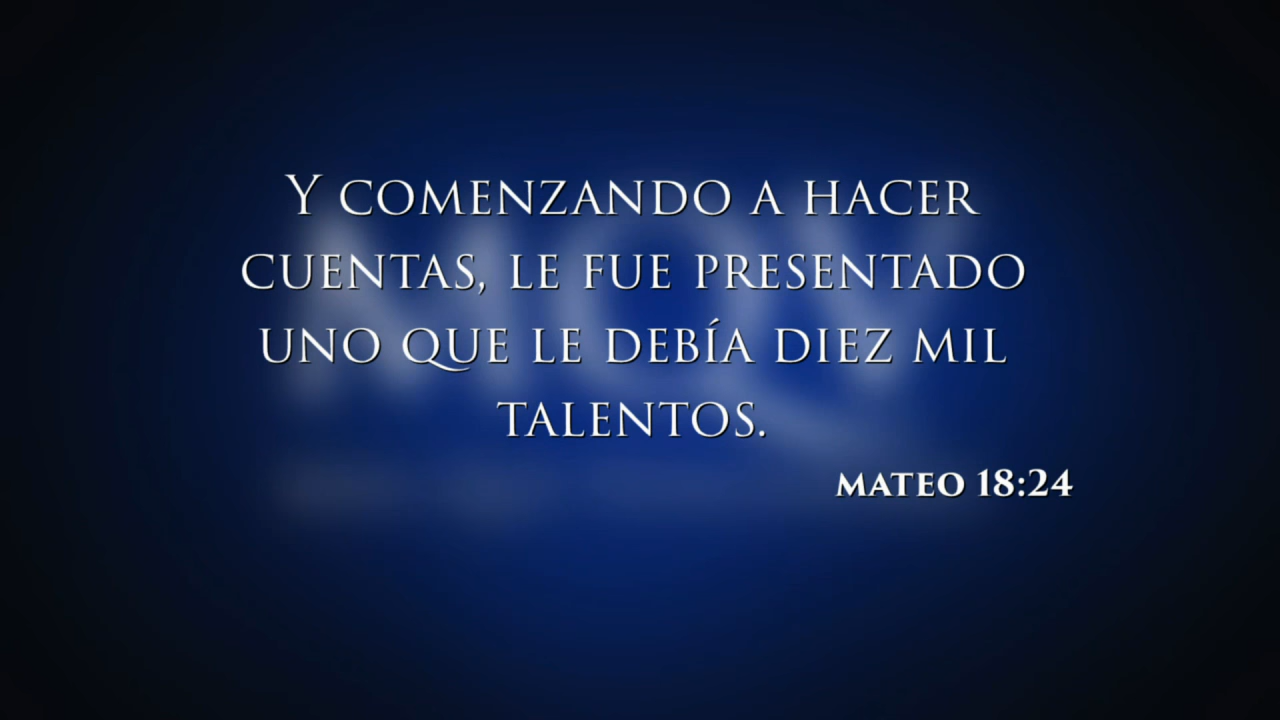 Y COMENZANDO A HACER
CUENTAS, LE FUE PRESENTADO
UNO QUE LE DEBÍA DIEZ MIL
TALENTOS.
MATEO 18:24